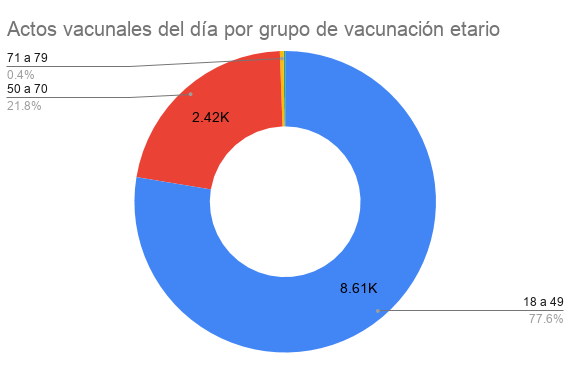 Actos vacunales del día por grupo de vacunación etario
71 a 79
0.4%
50 a 70
21.8%
2.42K
8.61K
18 a 49
77.6%